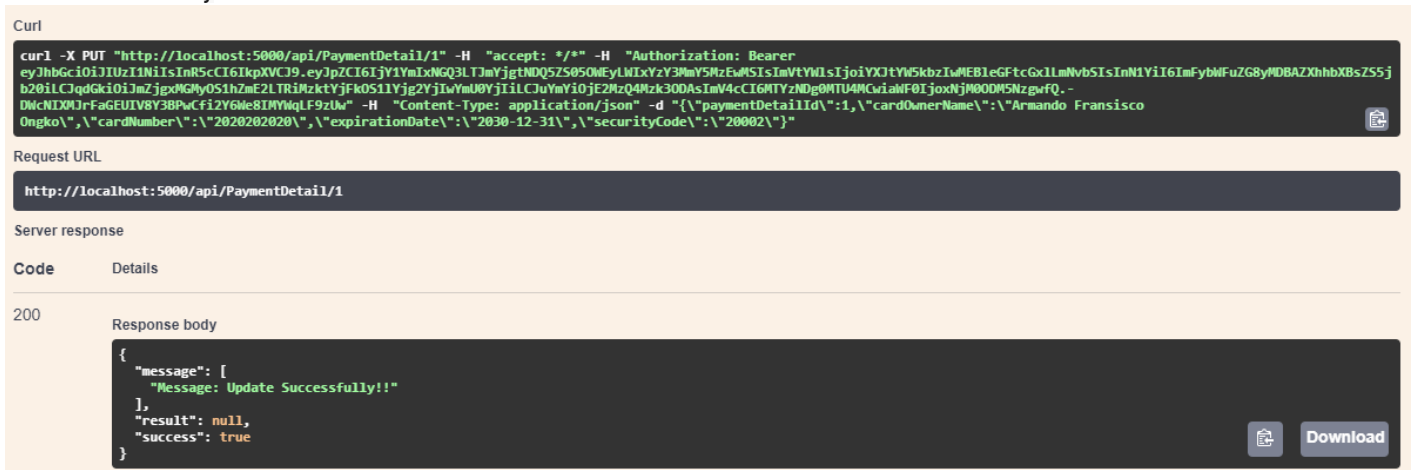 Curl
curl -X PUT "http://localhost:5000/api/PaymentDetail/1" -H  "accept: */*" -H  "Authorization: Bearer
eyJhbGciOiJIUzI1NiIsInR5cCI6IkpXVCJ9.eyJpZCI6IjY1YmIxNGQ3LTJmYjgtNDQ5ZS05OWEyLWIxYzY3MmY5MzEwMSIsImVtYWlsIjoiYXJtYW5kbzIwMEBleGFtcGxlLmNvbSIsInN1YiI6ImFybWFuZG8yMDBAZXhhbXBsZS5j
b20iLCJqdGkiOiJmZjgxMGMyOS1hZmE2LTRiMzktYjFkOS1lYjg2YjIwYmU0YjIiLCJuYmYiOjE2MzQ4Mzk3ODAsImV4cCI6MTYzNDg0MTU4MCwiaWF0IjoxNjM0ODM5NzgwfQ.-
DWcNIXMJrFaGEUIV8Y3BPwCfi2Y6We8IMYWqLF9zUw" -H  "Content-Type: application/json" -d "{\"paymentDetailId\":1,\"cardOwnerName\":\"Armando Fransisco
Ongko\",\"cardNumber\":\"2020202020\",\"expirationDate\":\"2030-12-31\",\"securityCode\":\"20002\"}"
Request URL
http://localhost:5000/api/PaymentDetail/1
Server response
Code Details
200
Response body
{
"message": [
"Message: Update Successfully!!"
],
"result": null,
"success": true
}
Download